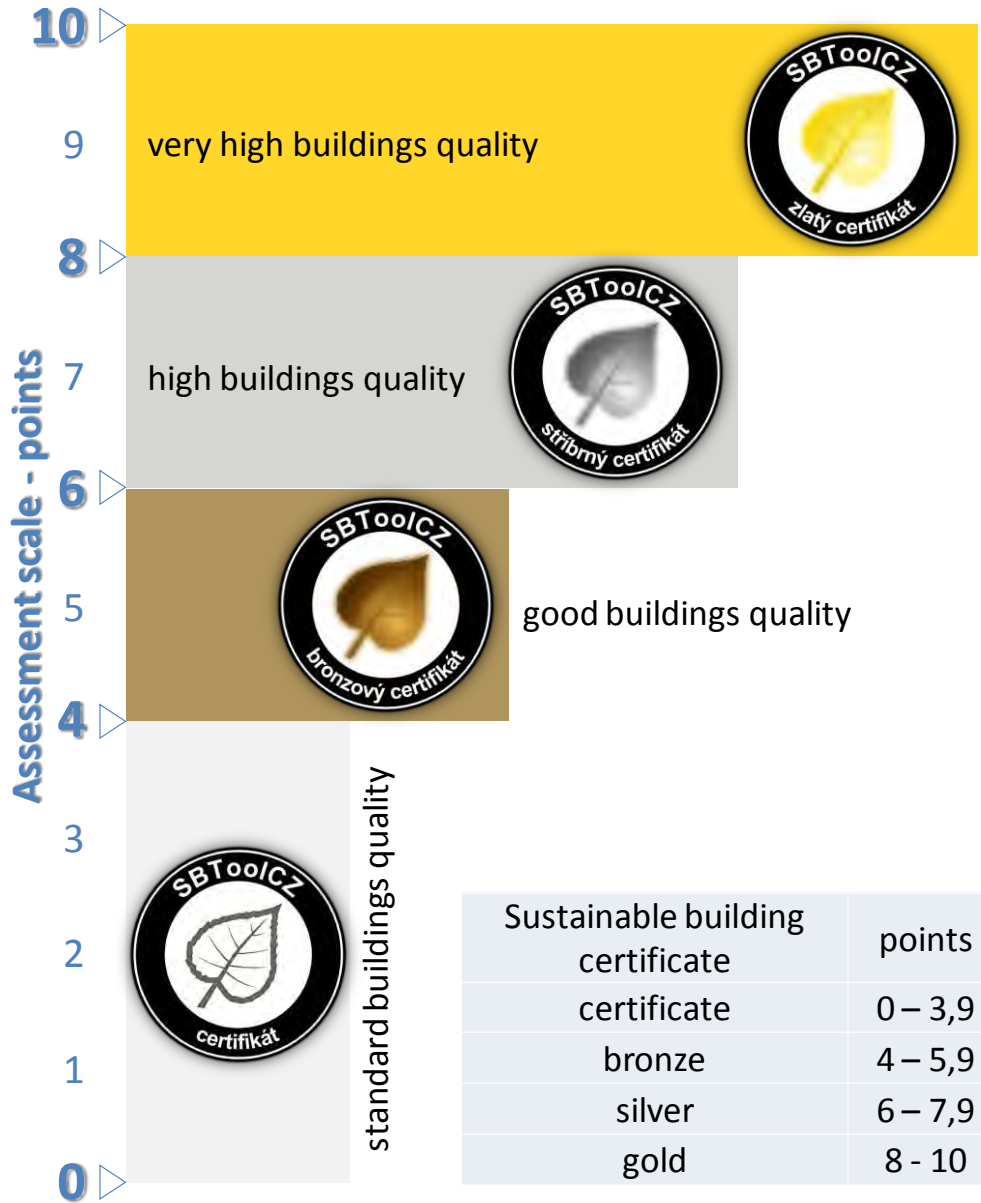 10
9
very high buildings quality
SBToolCZ
zlatý certifikát
8
7
high buildings quality
SBToolCZ
stříbrný certifikát
6
Assessment scale - points
5
SBToolCZ
bronzový certifikát
good buildings quality
4
3
SBToolCZ
certifikát
standard buildings quality
2
1
0
Sustainable building
certificate
points
certificate 0 – 3,9
bronze 4 – 5,9
silver 6 – 7,9
gold 8 - 10